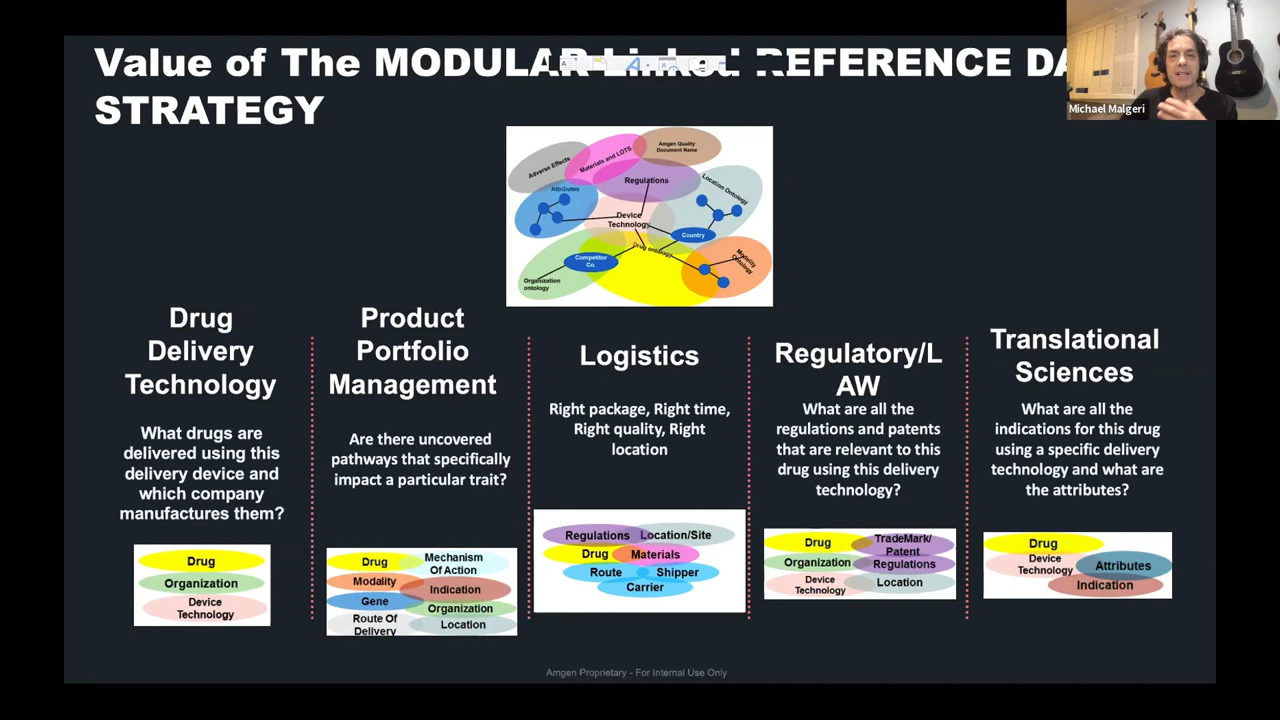 Value of The MODULAR Linked REFERENCE DA
STRATEGY
Michael Malgeri
Adverse Effects
Materials and LOTS
Amgen Quality
Document Name
Regulations
Location Ontology
Attributes
Device
Technology
Country
Drug ontology
Competitor
Co.
Modality
Ontology
Organization
ontology
Drug
Delivery
Technology
What drugs are
delivered using this
delivery device and
which company
manufactures them?
Drug
Organization
Device
Technology
Product
Portfolio
Management
Are there uncovered
pathways that specifically
impact a particular trait?
Drug
Mechanism
Of Action
Modality
Indication
Gene
Organization
Route Of
Delivery
Location
Logistics
Right package, Right time,
Right quality, Right
location
Regulations
Location/Site
Drug
Materials
Route
Shipper
Carrier
Regulatory/L
AW
What are all the
regulations and patents
that are relevant to this
drug using this delivery
technology?
Drug
TradeMark/
Patent
Organization
Regulations
Device
Technology
Location
Translational
Sciences
What are all the
indications for this drug
using a specific delivery
technology and what are
the attributes?
Drug
Device
Technology
Attributes
Indication
Amgen Proprietary - For Internal Use Only